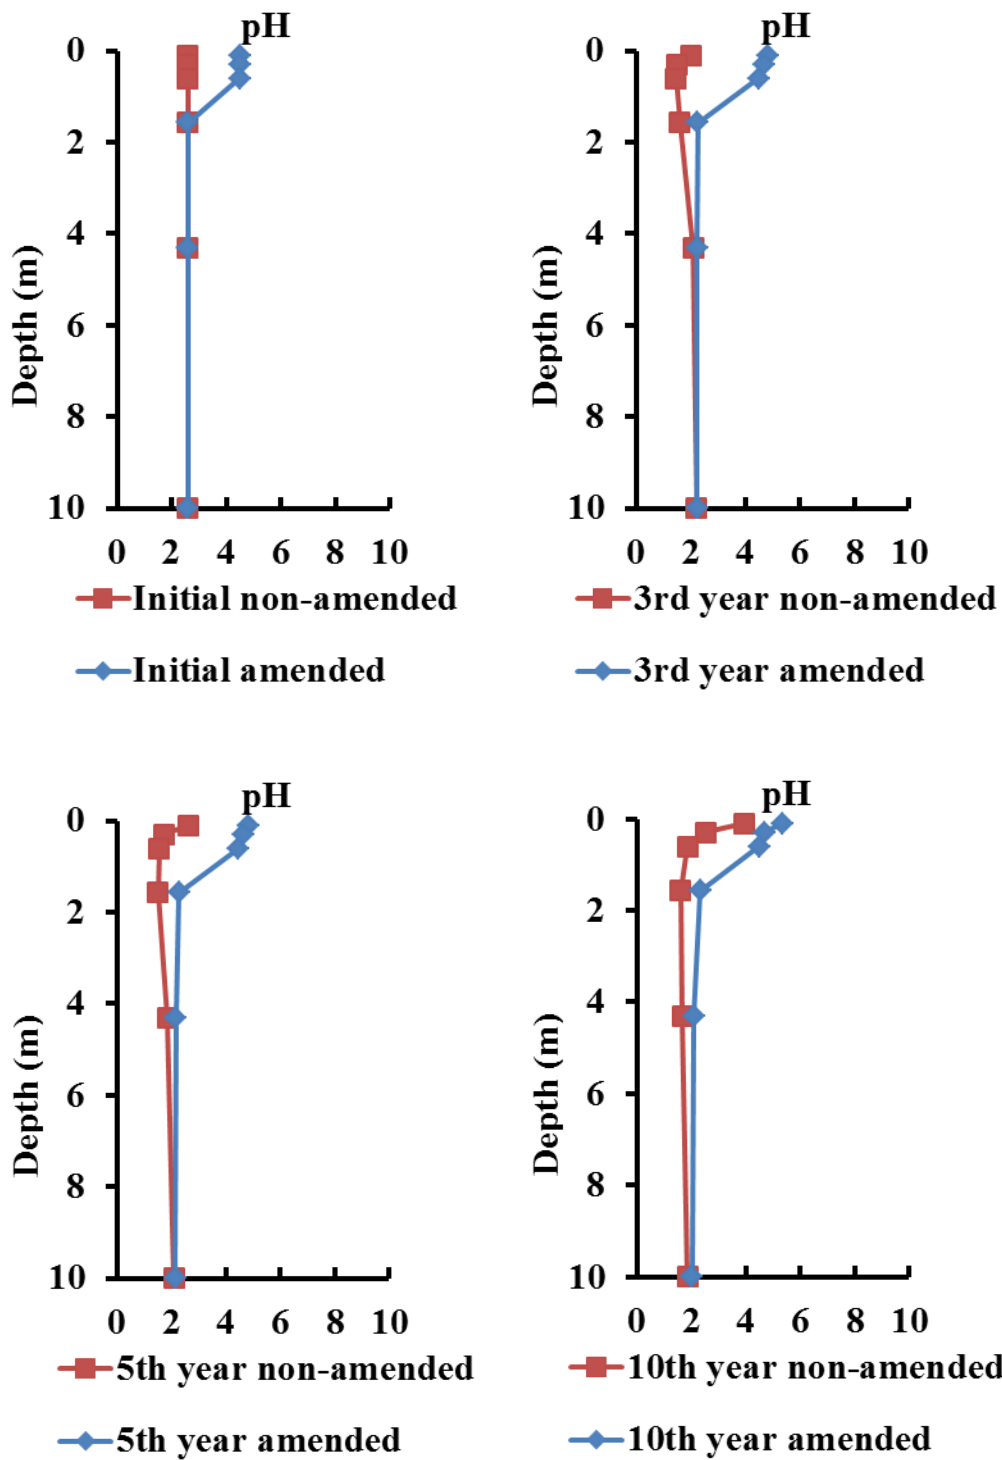 pH
0
2
4
6
8
10
Depth (m)
0 2 4 6 8 10
Initial non-amended
Initial amended
pH
0
2
4
6
8
10
Depth (m)
0 2 4 6 8 10
3rd year non-amended
3rd year amended
pH
0
2
4
6
8
10
Depth (m)
0 2 4 6 8 10
5th year non-amended
5th year amended
pH
0
2
4
6
8
10
Depth (m)
0 2 4 6 8 10
10th year non-amended
10th year amended